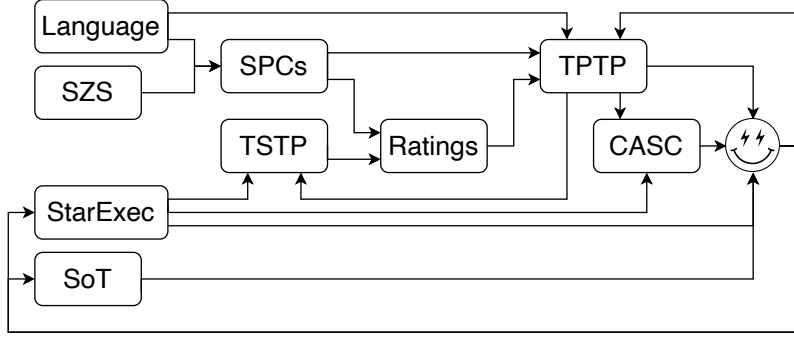 Language
SZS
SPCs
TPTP
TSTP
Ratings
CASC
StarExec
SoT